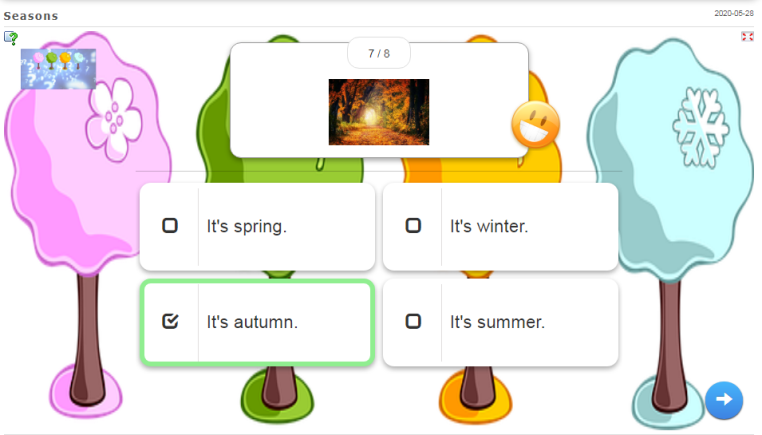 Seasons
2020-05-28
7 / 8
It's spring.
It's winter.
It's autumn.
It's summer.